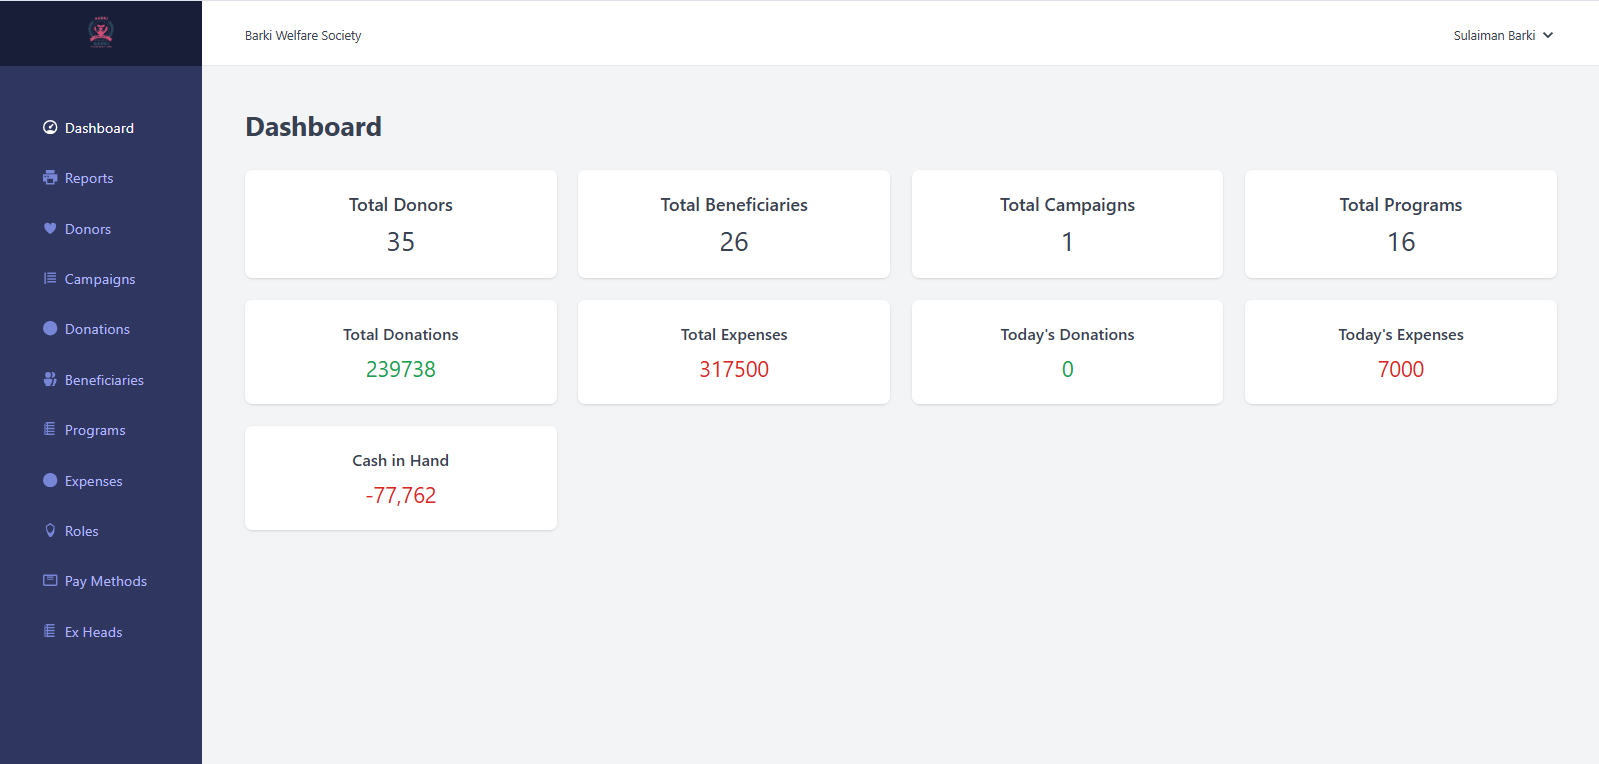 Barki Welfare Society
Sulaiman Barki
Dashboard
Reports
Donors
Campaigns
Donations
Beneficiaries
Programs
Expenses
Roles
Pay Methods
Ex Heads
Dashboard
Total Donors
35
Total Beneficiaries
26
Total Campaigns
1
Total Programs
16
Total Donations
239738
Total Expenses
317500
Today's Donations
0
Today's Expenses
7000
Cash in Hand
-77,762